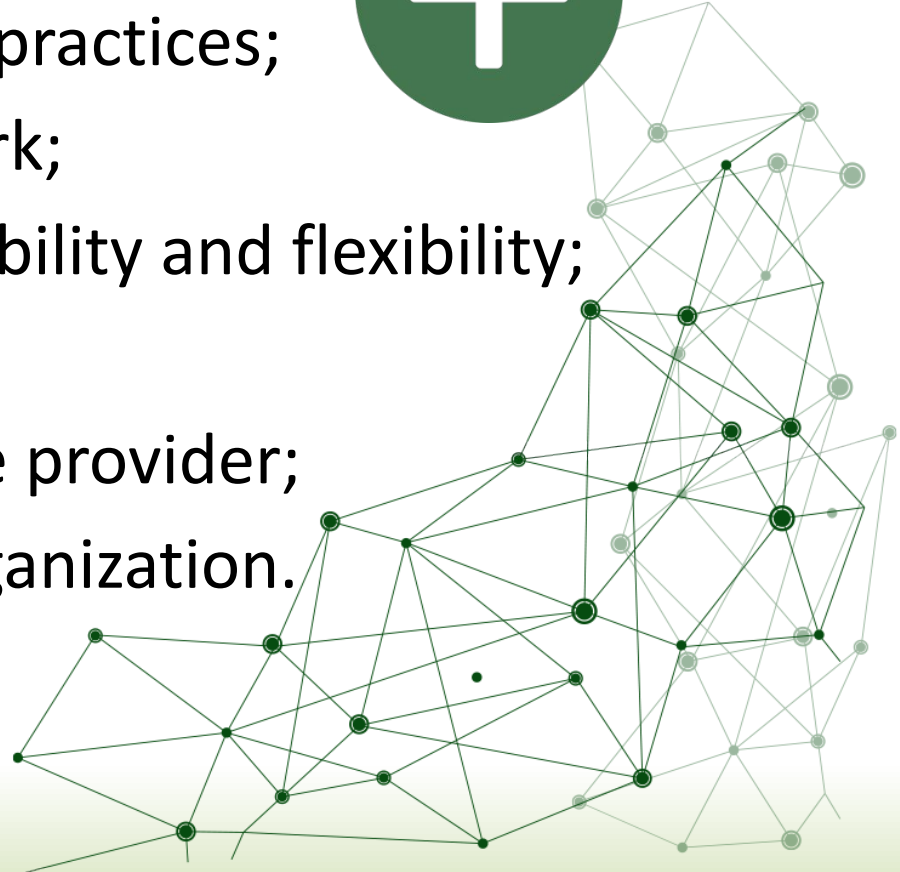 practices;
rk;
bility and flexibility;
e provider;
ganization.